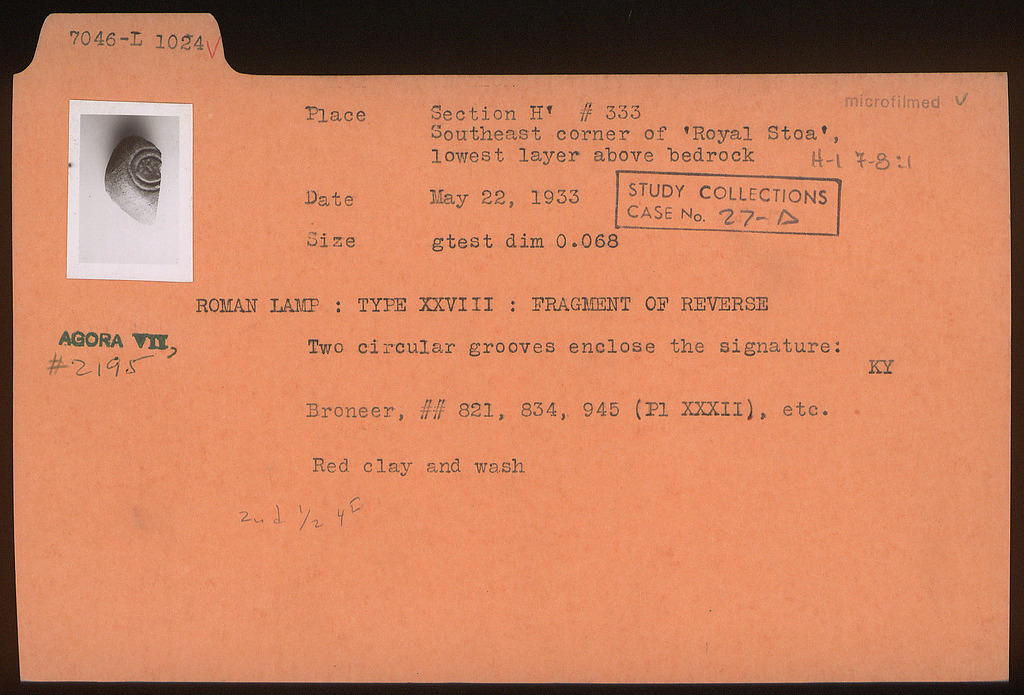 7046-L 1024 ✓
microfilmed ✓
Place Section H' # 333
Southeast corner of 'Royal Stoa',
lowest layer above bedrock H-I 7-8:1
Date May 22, 1933
STUDY COLLECTIONS
CASE No. 27-D
Size gtest dim 0.068
ROMAN LAMP : TYPE XXVIII : FRAGMENT OF REVERSE
AGORA VII,
#2195
Two circular grooves enclose the signature:
KY
Broneer, ## 821, 834, 945 (Pl XXXII), etc.
Red clay and wash
2nd 1/2 4c